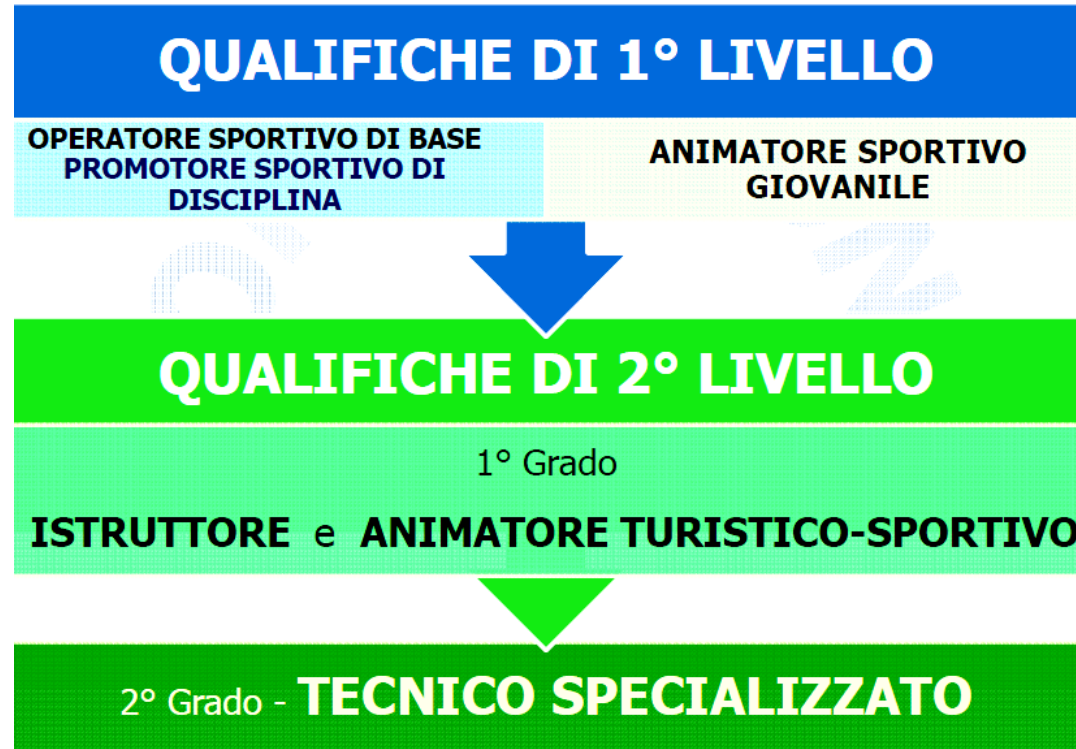 QUALIFICHE DI 1° LIVELLO
OPERATORE SPORTIVO DI BASE
PROMOTORE SPORTIVO DI
DISCIPLINA
ANIMATORE SPORTIVO
GIOVANILE
QUALIFICHE DI 2° LIVELLO
1° Grado
ISTRUTTORE e ANIMATORE TURISTICO-SPORTIVO
2° Grado - TECNICO SPECIALIZZATO